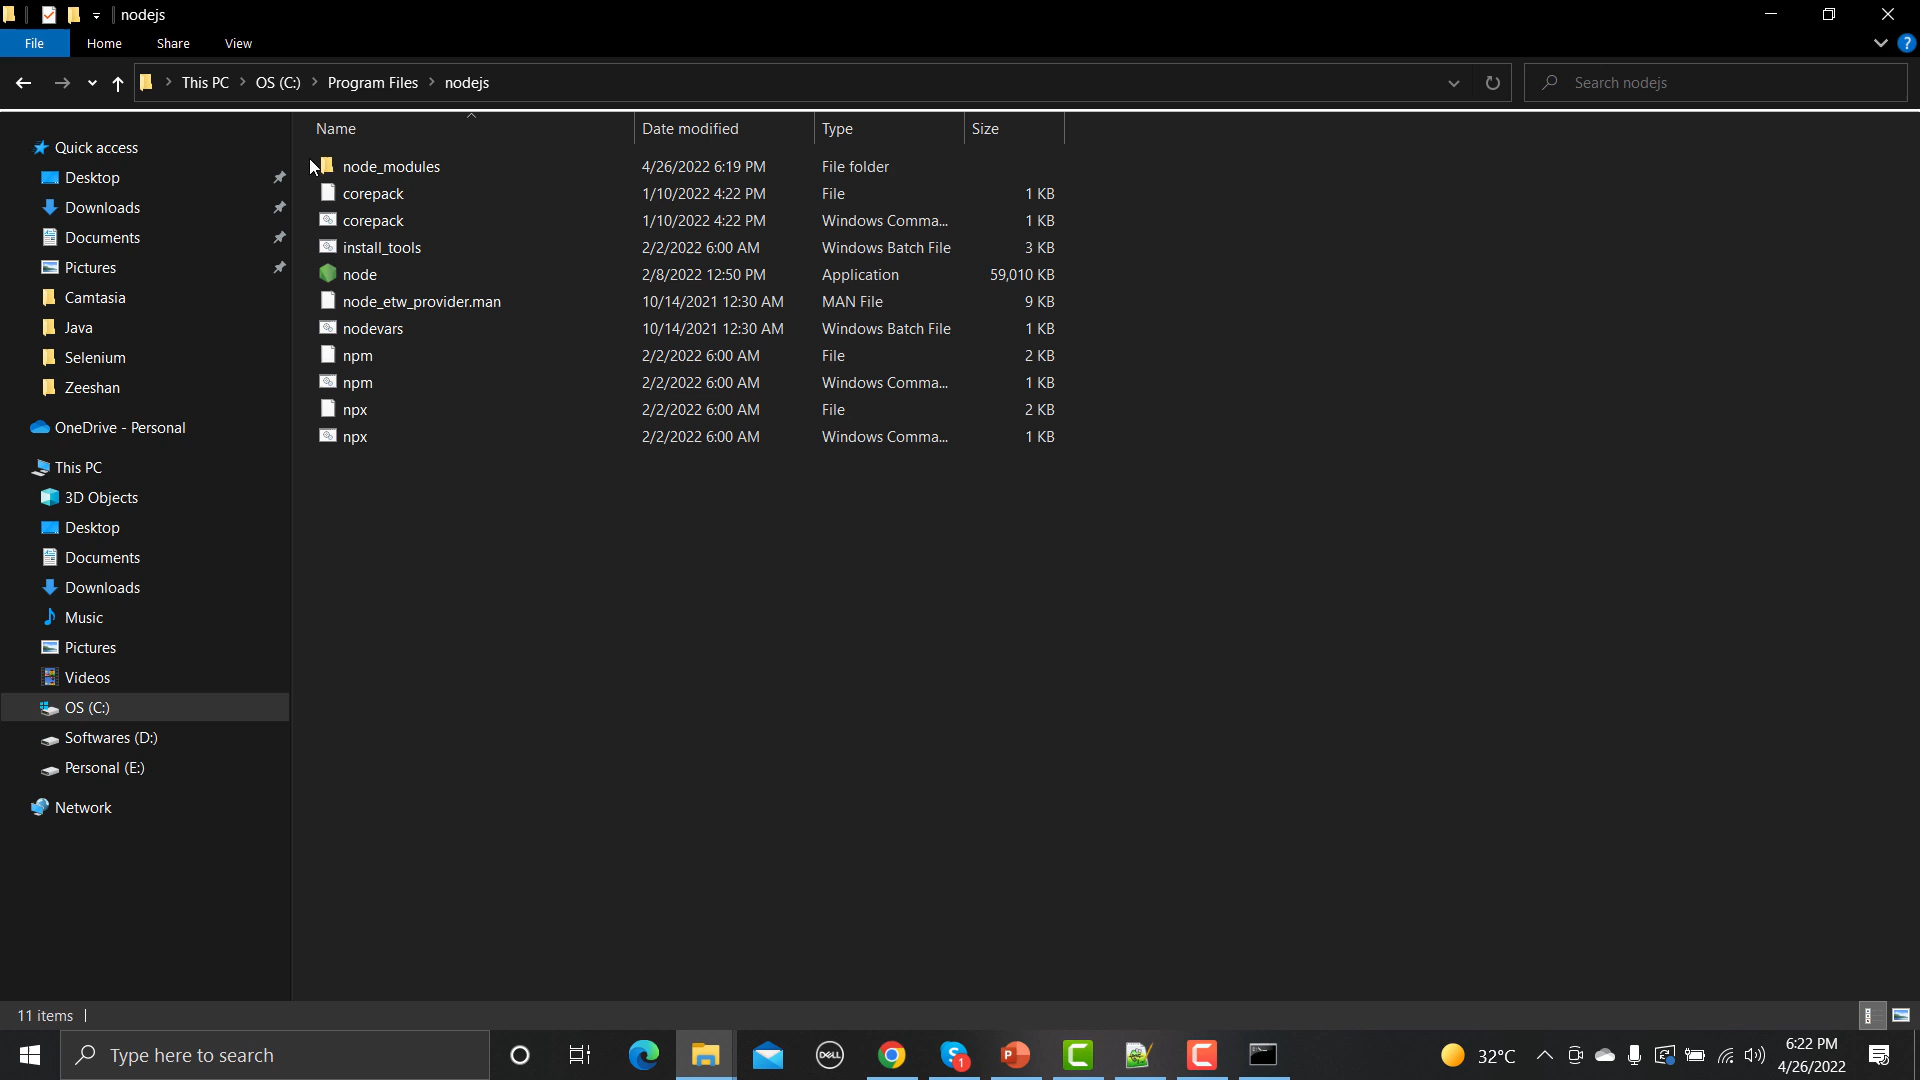 nodejs
File Home Share View
This PC OS (C:) Program Files nodejs Search nodejs
Name Date modified Type Size
Quick access
Desktop
Downloads
Documents
Pictures
Camtasia
Java
Selenium
Zeeshan
OneDrive - Personal
This PC
3D Objects
Desktop
Documents
Downloads
Music
Pictures
Videos
OS (C:)
Softwares (D:)
Personal (E:)
Network
node_modules 4/26/2022 6:19 PM File folder
corepack 1/10/2022 4:22 PM File 1 KB
corepack 1/10/2022 4:22 PM Windows Comma... 1 KB
install_tools 2/2/2022 6:00 AM Windows Batch File 3 KB
node 2/8/2022 12:50 PM Application 59,010 KB
node_etw_provider.man 10/14/2021 12:30 AM MAN File 9 KB
nodevars 10/14/2021 12:30 AM Windows Batch File 1 KB
npm 2/2/2022 6:00 AM File 2 KB
npm 2/2/2022 6:00 AM Windows Comma... 1 KB
npx 2/2/2022 6:00 AM File 2 KB
npx 2/2/2022 6:00 AM Windows Comma... 1 KB
11 items
Type here to search DELL S 1 P C C 32°C 6:22 PM
4/26/2022